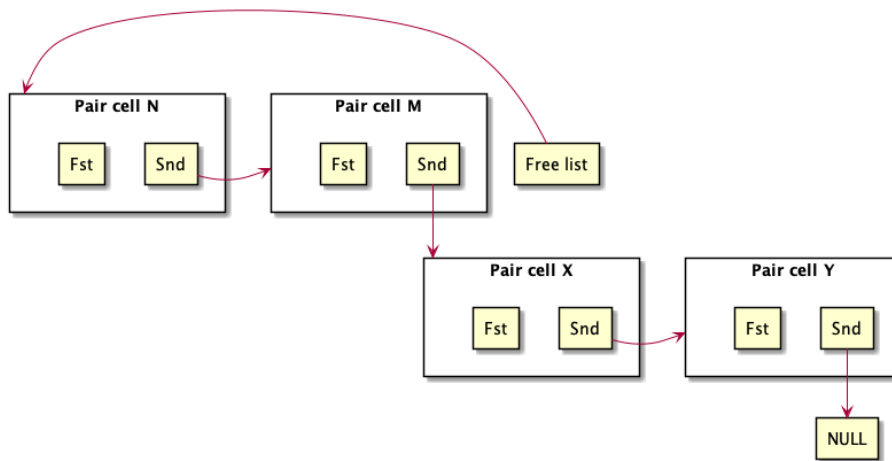 Pair cell N
Pair cell M
Fst
Snd
Fst
Snd
Free list
Pair cell X
Pair cell Y
Fst
Snd
Fst
Snd
NULL